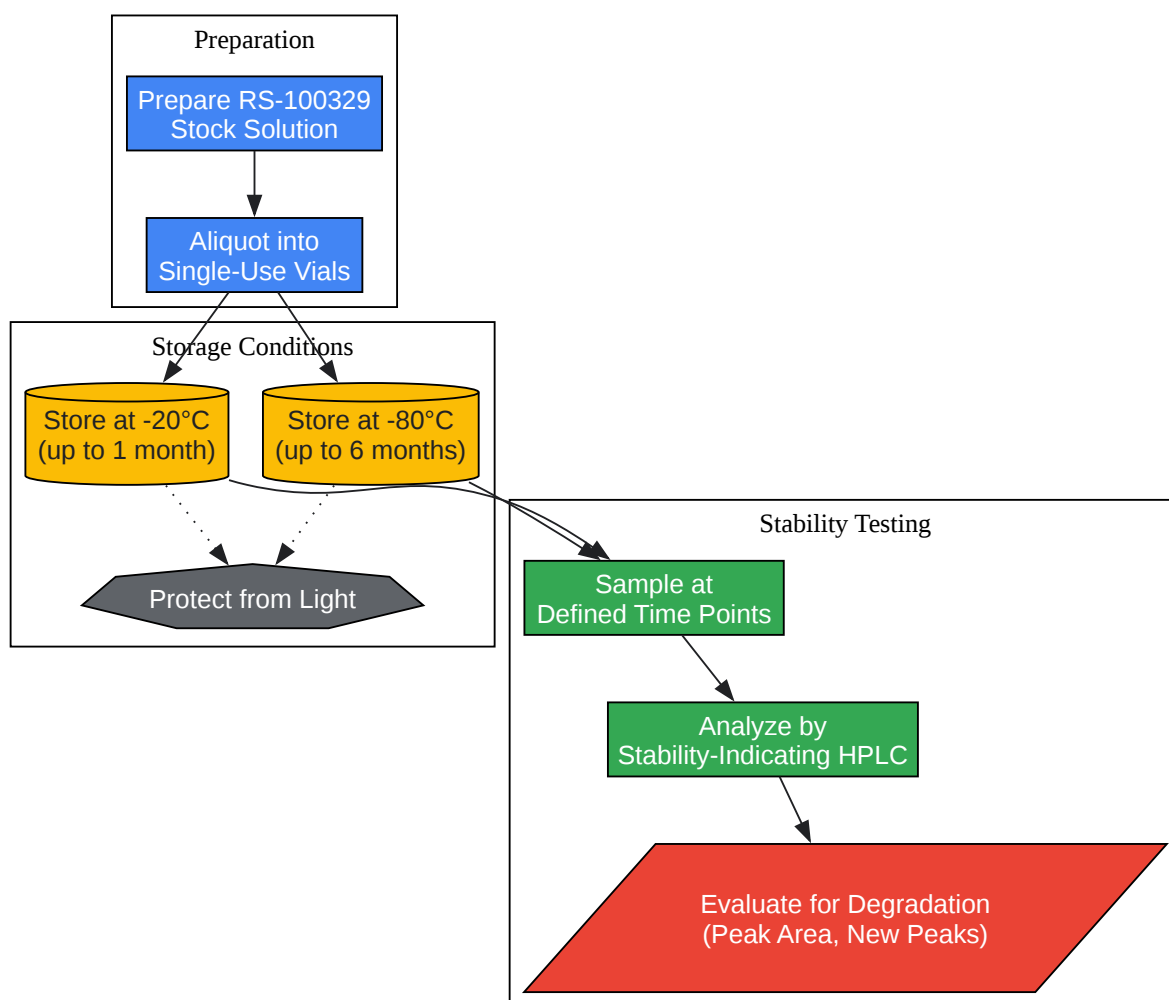 Preparation
Prepare RS-100329
Stock Solution
Aliquot into
Single-Use Vials
Storage Conditions
Store at -20°C
(up to 1 month)
Store at -80°C
(up to 6 months)
Protect from Light
Stability Testing
Sample at
Defined Time Points
Analyze by
Stability-Indicating HPLC
Evaluate for Degradation
(Peak Area, New Peaks)